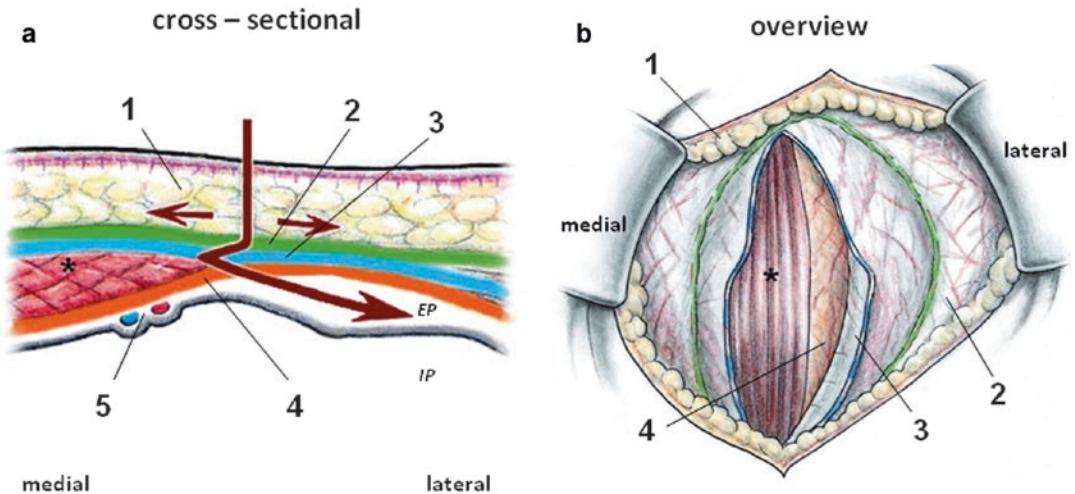 cross – sectional
a
1
2
3
*
EP
IP
5
4
medial
lateral
overview
b
1
lateral
medial
*
2
4
3